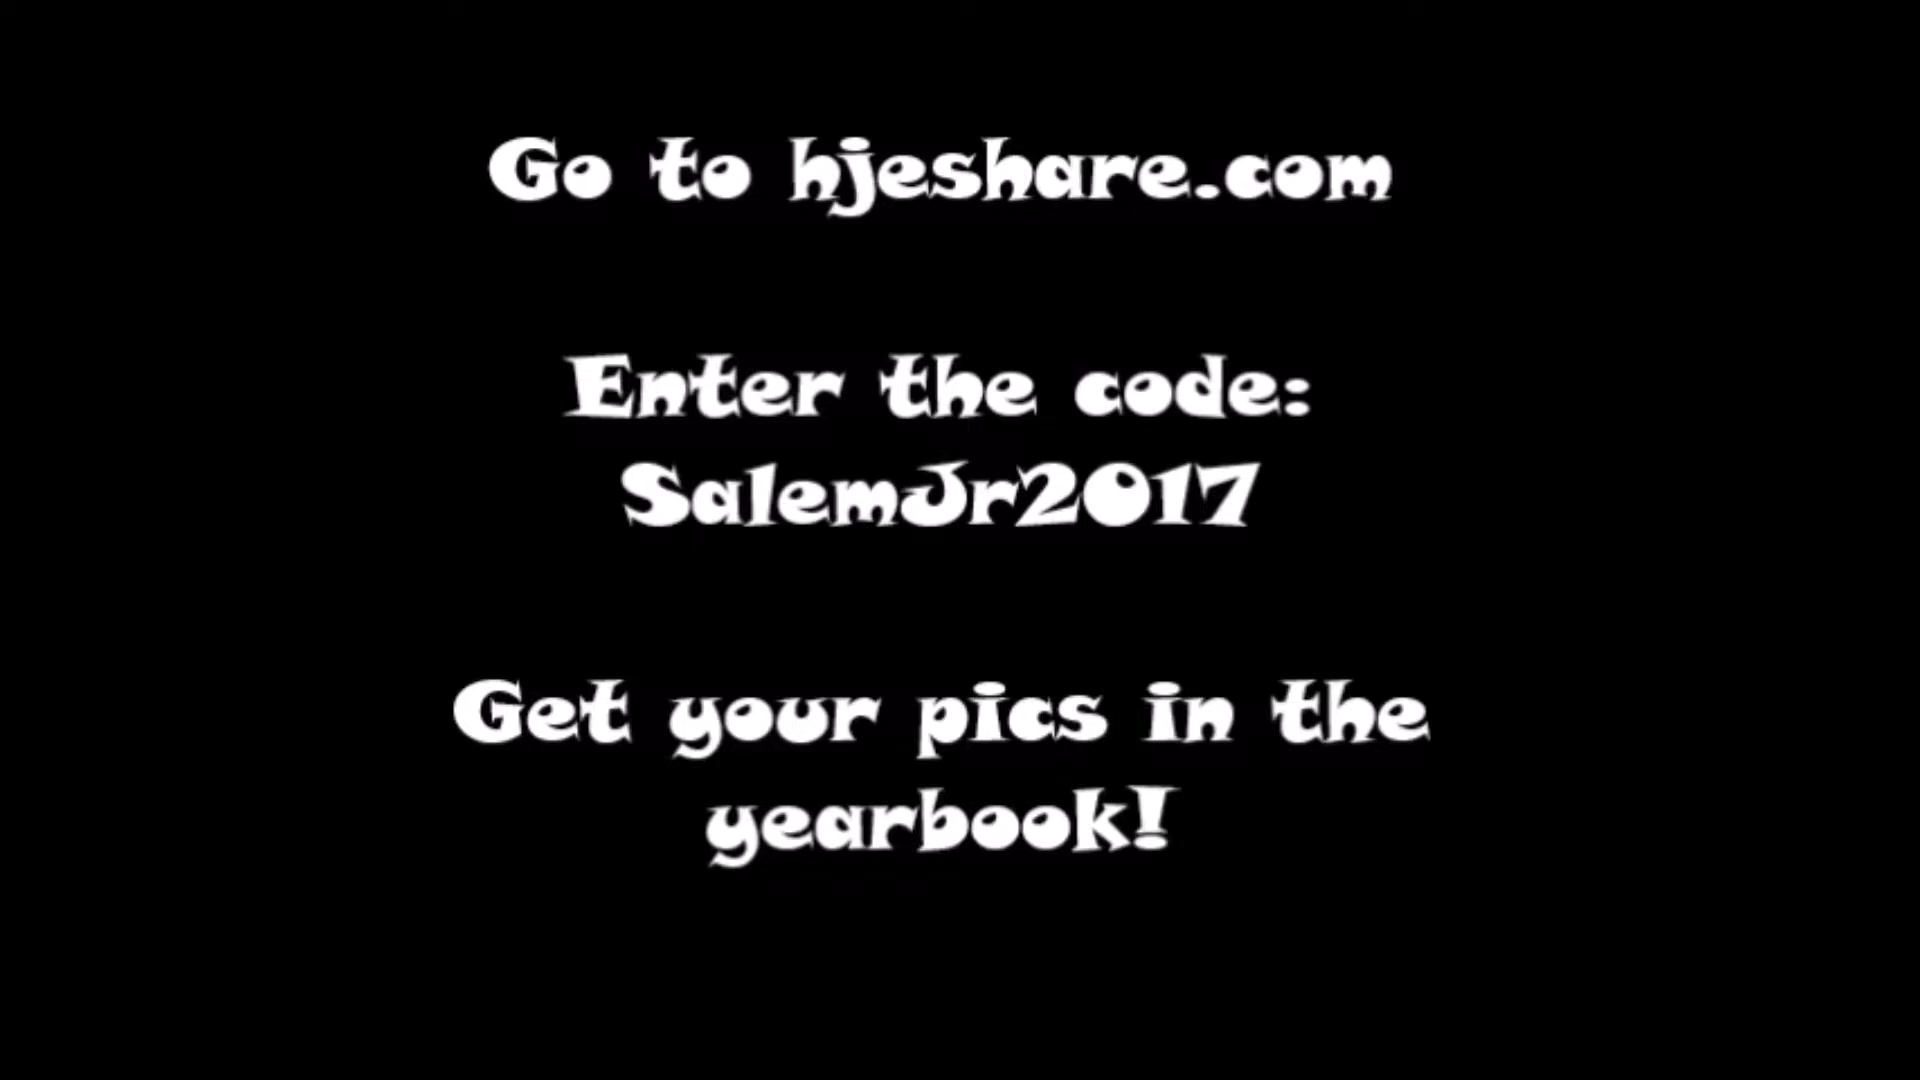 Go to hjeshare.com
Enter the code:
SalemJr2017
Get your pics in the
yearbook!